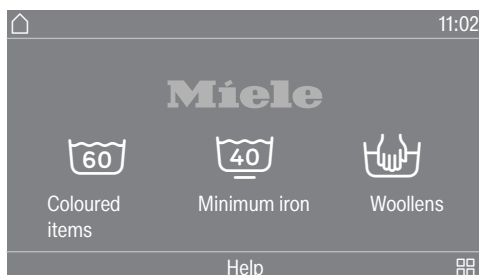 11:02
Miele
60
40
Coloured
items
Minimum iron
Woollens
Help